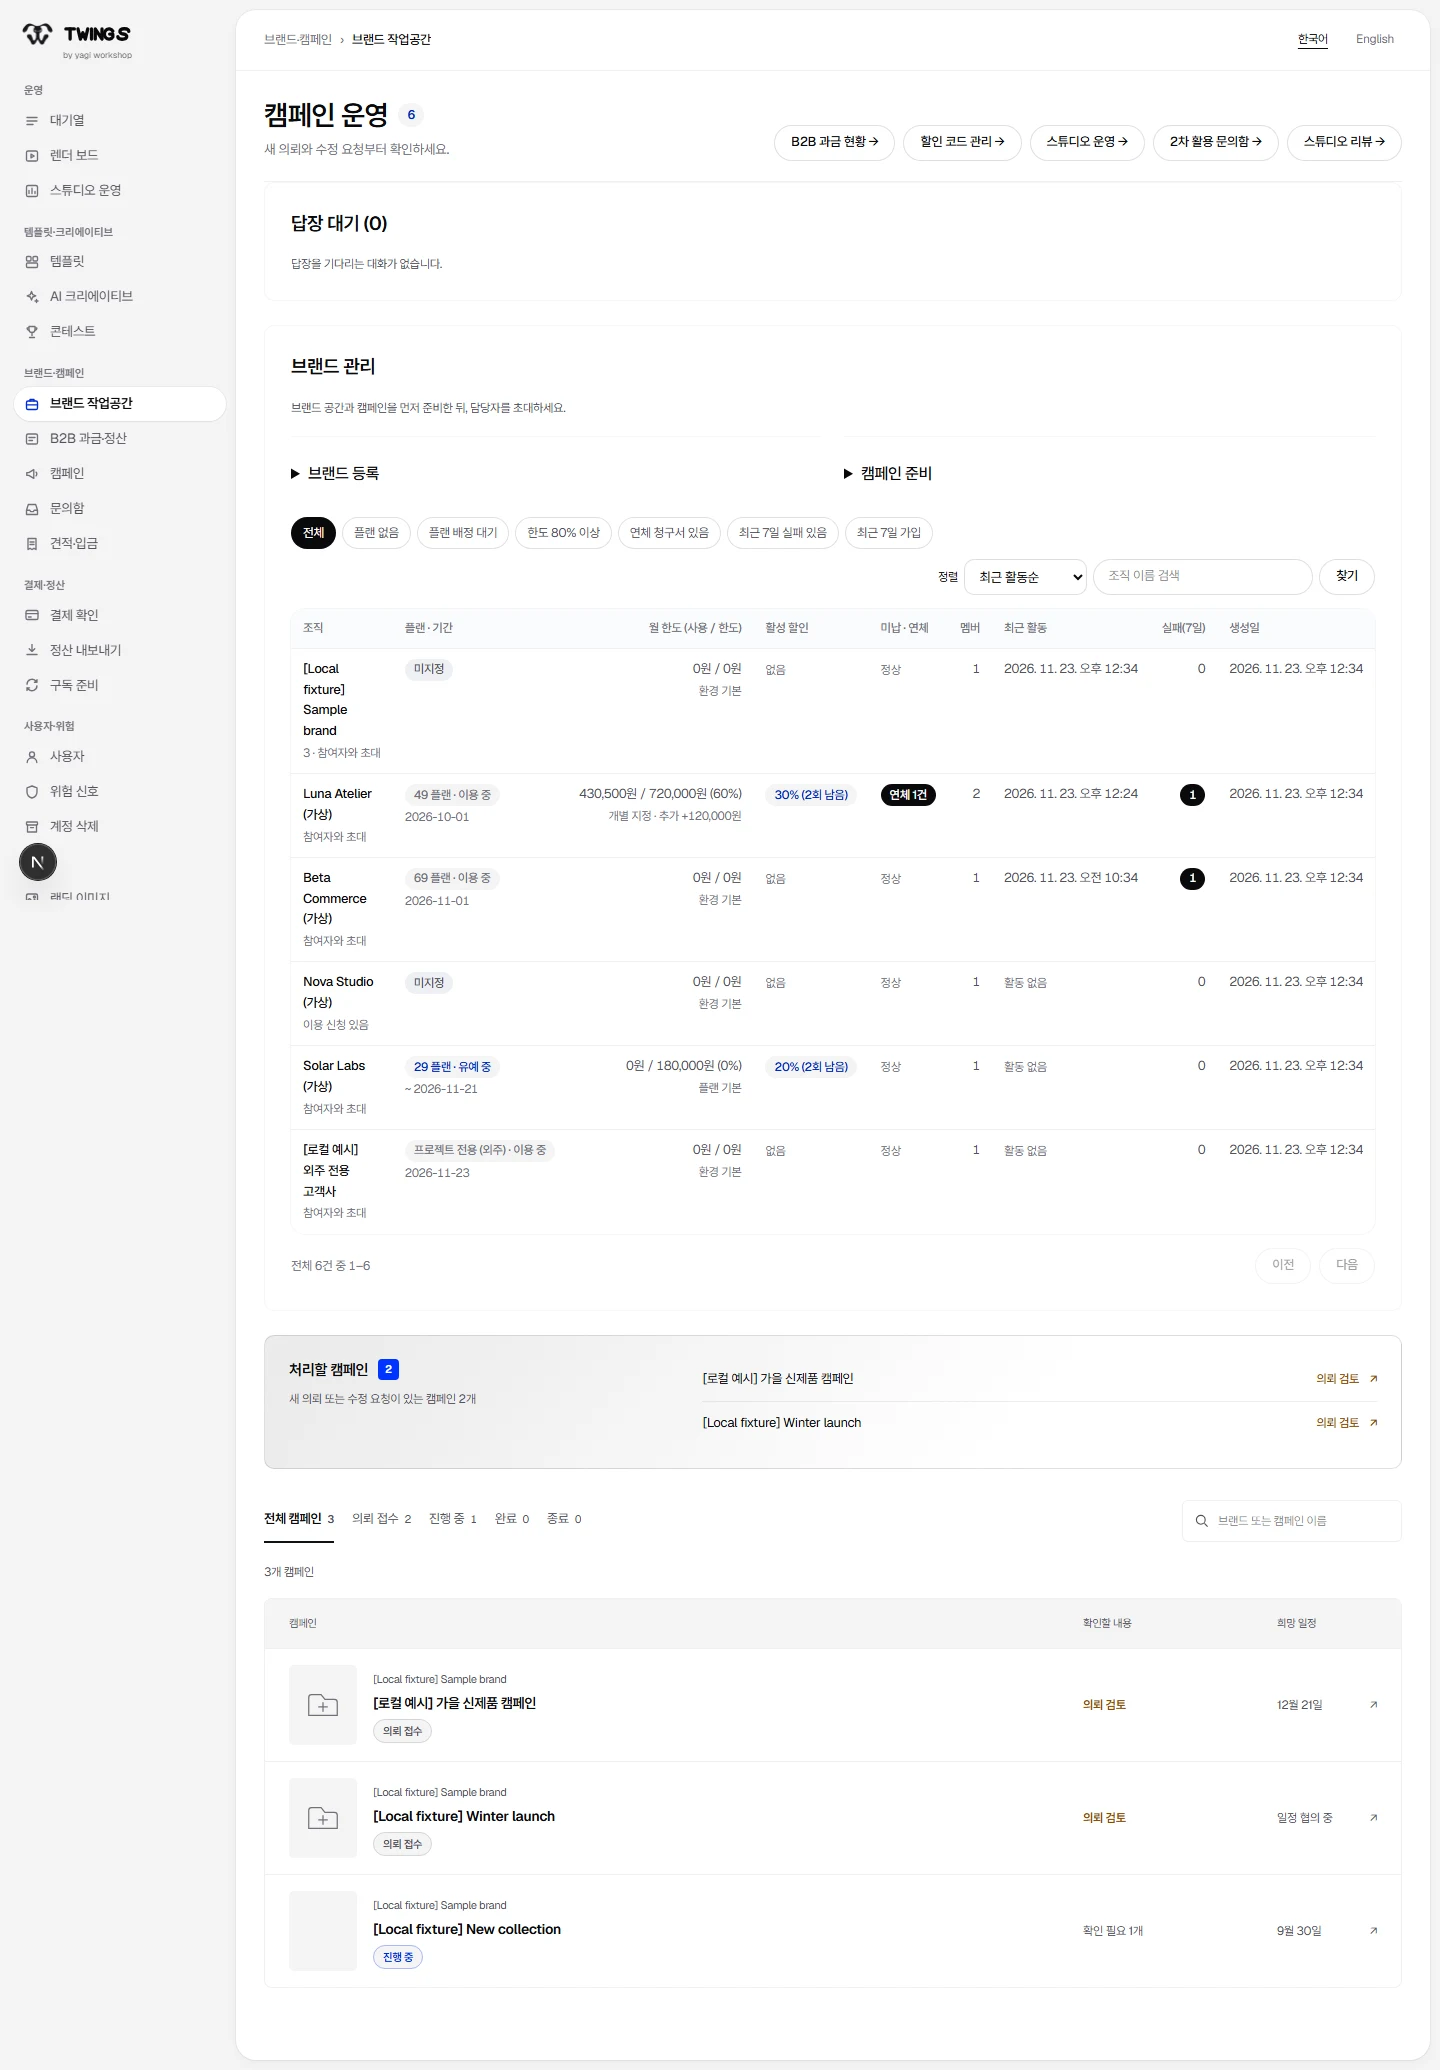 TWINGS
by yagi workshop
운영
대기열
렌더 보드
스튜디오 운영
템플릿·크리에이티브
템플릿
AI 크리에이티브
콘테스트
브랜드·캠페인
브랜드 작업공간
B2B 과금·정산
캠페인
문의함
견적·입금
결제·정산
결제 확인
정산 내보내기
구독 준비
사용자·위험
사용자
위험 신호
계정 삭제
N
랜딩 이미지
브랜드·캠페인 › 브랜드 작업공간
한국어 English
캠페인 운영 6
새 의뢰와 수정 요청부터 확인하세요.
B2B 과금 현황 → 할인 코드 관리 → 스튜디오 운영 → 2차 활용 문의함 → 스튜디오 리뷰 →
답장 대기 (0)
답장을 기다리는 대화가 없습니다.
브랜드 관리
브랜드 공간과 캠페인을 먼저 준비한 뒤, 담당자를 초대하세요.
▶ 브랜드 등록 ▶ 캠페인 준비
전체 플랜 없음 플랜 배정 대기 한도 80% 이상 연체 청구서 있음 최근 7일 실패 있음 최근 7일 가입
정렬 최근 활동순 조직 이름 검색 찾기
조직 플랜 · 기간 월 한도 (사용 / 한도) 활성 할인 미납 · 연체 멤버 최근 활동 실패(7일) 생성일
[Local fixture] Sample brand 미지정 0원 / 0원 없음 정상 1 2026. 11. 23. 오후 12:34 0 2026. 11. 23. 오후 12:34
3 · 참여자와 초대 환경 기본
Luna Atelier (가상) 49 플랜 · 이용 중 430,500원 / 720,000원 (60%) 30% (2회 남음) 연체 1건 2 2026. 11. 23. 오후 12:24 1 2026. 11. 23. 오후 12:34
참여자와 초대 2026-10-01 개별 지정 · 추가 +120,000원
Beta Commerce (가상) 69 플랜 · 이용 중 0원 / 0원 없음 정상 1 2026. 11. 23. 오전 10:34 1 2026. 11. 23. 오후 12:34
참여자와 초대 2026-11-01 환경 기본
Nova Studio (가상) 미지정 0원 / 0원 없음 정상 1 활동 없음 0 2026. 11. 23. 오후 12:34
이용 신청 있음 환경 기본
Solar Labs (가상) 29 플랜 · 유예 중 0원 / 180,000원 (0%) 20% (2회 남음) 정상 1 활동 없음 0 2026. 11. 23. 오후 12:34
참여자와 초대 ~ 2026-11-21 플랜 기본
[로컬 예시] 외주 전용 고객사 프로젝트 전용 (외주) · 이용 중 0원 / 0원 없음 정상 1 활동 없음 0 2026. 11. 23. 오후 12:34
참여자와 초대 2026-11-23 환경 기본
전체 6건 중 1–6 이전 다음
처리할 캠페인 2
새 의뢰 또는 수정 요청이 있는 캠페인 2개
[로컬 예시] 가을 신제품 캠페인 의뢰 검토
[Local fixture] Winter launch 의뢰 검토
전체 캠페인 3 의뢰 접수 2 진행 중 1 완료 0 종료 0
브랜드 또는 캠페인 이름
3개 캠페인
캠페인 확인할 내용 희망 일정
[Local fixture] Sample brand
[로컬 예시] 가을 신제품 캠페인 의뢰 검토 12월 21일
의뢰 접수
[Local fixture] Sample brand
[Local fixture] Winter launch 의뢰 검토 일정 협의 중
의뢰 접수
[Local fixture] Sample brand
[Local fixture] New collection 확인 필요 1개 9월 30일
진행 중